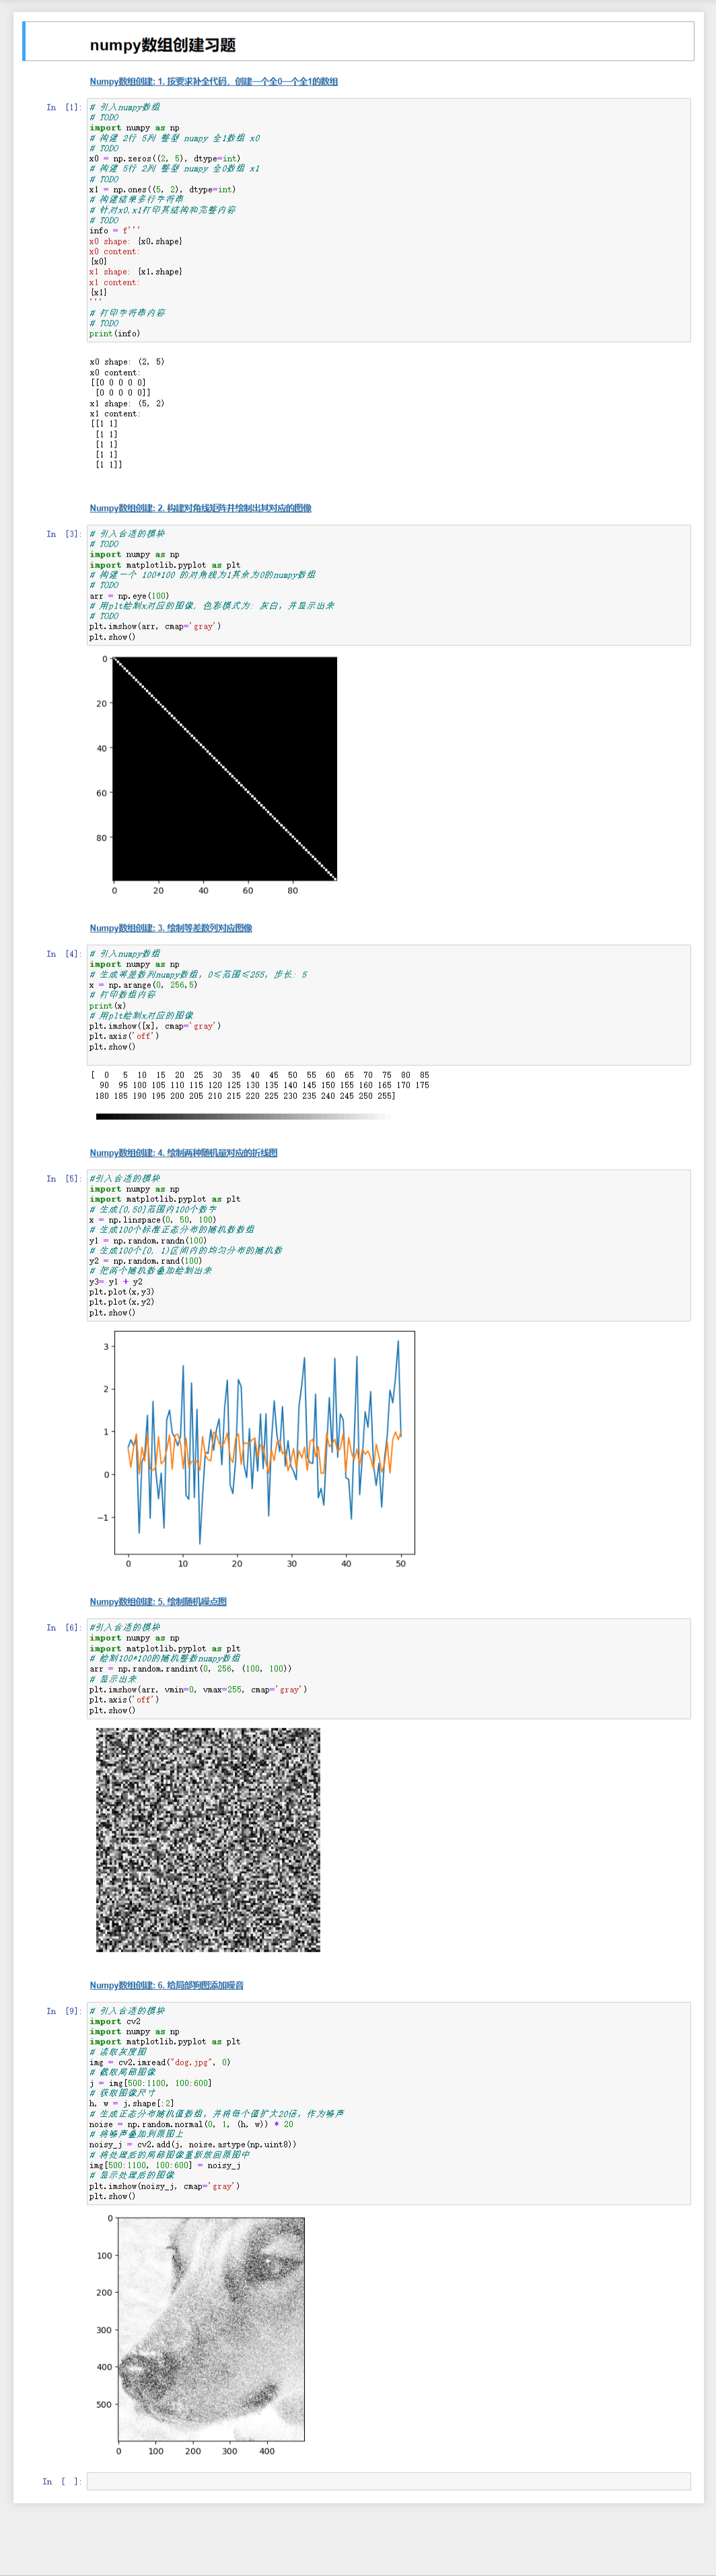 numpy数组创建习题
Numpy数组创建: 1. 按要求补全代码，创建一个全0一个全1的数组
In [1]:
# 引入numpy数组
# TODO
import numpy as np
# 构建 2行 5列 整型 numpy 全1数组 x0
# TODO
x0 = np.zeros((2, 5), dtype=int)
# 构建 5行 2列 整型 numpy 全0数组 x1
# TODO
x1 = np.ones((5, 2), dtype=int)
# 构建结果多行字符串
# 针对x0,x1打印其结构和完整内容
# TODO
info = f'''
x0 shape: {x0.shape}
x0 content:
{x0}
x1 shape: {x1.shape}
x1 content:
{x1}
'''
# 打印字符串内容
# TODO
print(info)
x0 shape: (2, 5)
x0 content:
[[0 0 0 0 0]
 [0 0 0 0 0]]
x1 shape: (5, 2)
x1 content:
[[1 1]
 [1 1]
 [1 1]
 [1 1]
 [1 1]]
Numpy数组创建: 2. 构建对角线矩阵并绘制出其对应的图像
In [3]:
# 引入合适的模块
# TODO
import numpy as np
import matplotlib.pyplot as plt
# 构建一个 100*100 的对角线为1其余为0的numpy数组
# TODO
arr = np.eye(100)
# 用plt绘制x对应的图像, 色彩模式为: 灰白, 并显示出来
# TODO
plt.imshow(arr, cmap='gray')
plt.show()
0
20
40
60
80
0 20 40 60 80
Numpy数组创建: 3. 绘制等差数列对应图像
In [4]:
# 引入numpy数组
import numpy as np
# 生成等差数列numpy数组, 0≤范围≤255, 步长: 5
x = np.arange(0, 256,5)
# 打印数组内容
print(x)
# 用plt绘制x对应的图像
plt.imshow([x], cmap='gray')
plt.axis('off')
plt.show()
[  0   5  10  15  20  25  30  35  40  45  50  55  60  65  70  75  80  85
  90  95 100 105 110 115 120 125 130 135 140 145 150 155 160 165 170 175
 180 185 190 195 200 205 210 215 220 225 230 235 240 245 250 255]
Numpy数组创建: 4. 绘制两种随机量对应的折线图
In [5]:
#引入合适的模块
import numpy as np
import matplotlib.pyplot as plt
# 生成[0,50]范围内100个数字
x = np.linspace(0, 50, 100)
# 生成100个标准正态分布的随机数数组
y1 = np.random.randn(100)
# 生成100个[0, 1)区间内的均匀分布的随机数
y2 = np.random.rand(100)
# 把两个随机数叠加绘制出来
y3= y1 + y2
plt.plot(x,y3)
plt.plot(x,y2)
plt.show()
3
2
1
0
−1
0 10 20 30 40 50
Numpy数组创建: 5. 绘制随机噪点图
In [6]:
#引入合适的模块
import numpy as np
import matplotlib.pyplot as plt
# 绘制100*100的随机整数numpy数组
arr = np.random.randint(0, 256, (100, 100))
# 显示出来
plt.imshow(arr, vmin=0, vmax=255, cmap='gray')
plt.axis('off')
plt.show()
Numpy数组创建: 6. 给局部狗图添加噪音
In [9]:
# 引入合适的模块
import cv2
import numpy as np
import matplotlib.pyplot as plt
# 读取灰度图
img = cv2.imread("dog.jpg", 0)
# 截取局部图像
j = img[500:1100, 100:600]
# 获取图像尺寸
h, w = j.shape[:2]
# 生成正态分布随机值数组, 并将每个值扩大20倍, 作为噪声
noise = np.random.normal(0, 1, (h, w)) * 20
# 将噪声叠加到原图上
noisy_j = cv2.add(j, noise.astype(np.uint8))
# 将处理后的局部图像重新放回原图中
img[500:1100, 100:600] = noisy_j
# 显示处理后的图像
plt.imshow(noisy_j, cmap='gray')
plt.show()
0
100
200
300
400
500
0 100 200 300 400
In [ ]: